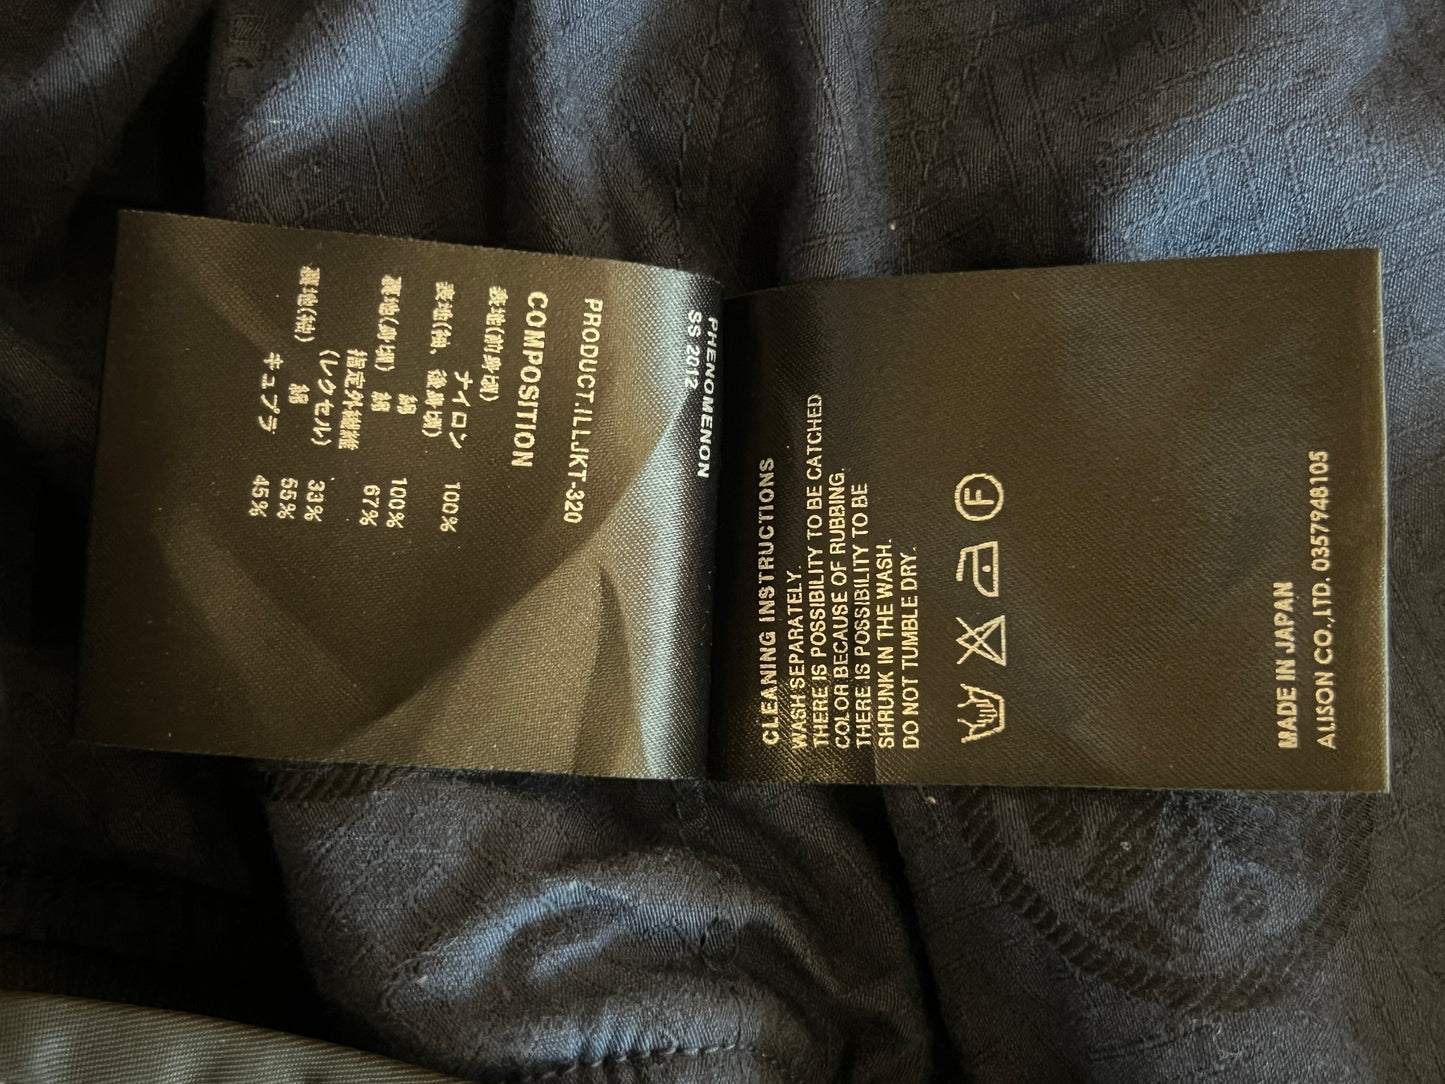 PHENOMENON
SS 2012
PRODUCT.ILLJKT-320
COMPOSITION
表地(前身頃)
ナイロン 100%
表地(袖、後身頃)
綿 100%
裏地(身頃) 綿 67%
指定外繊維
(レクセル) 33%
裏地(袖) 綿 55%
キュプラ 45%
CLEANING INSTRUCTIONS
WASH SEPARATELY.
THERE IS POSSIBILITY TO BE CATCHED
COLOR BECAUSE OF RUBBING.
THERE IS POSSIBILITY TO BE
SHRUNK IN THE WASH.
DO NOT TUMBLE DRY.
F
MADE IN JAPAN
ALISON CO.,LTD. 0357948105